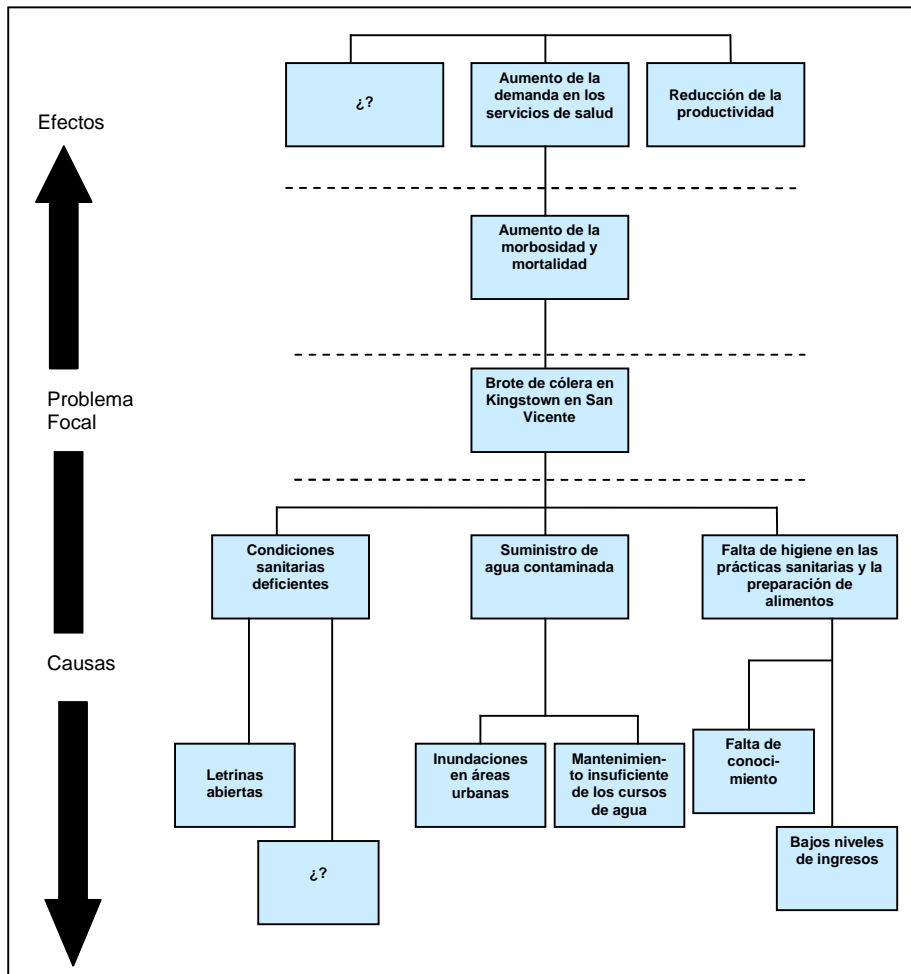 ¿?
Aumento de la
demanda en los
servicios de salud
Reducción de la
productividad
Efectos
Aumento de la
morbosidad y
mortalidad
Problema
Focal
Brote de cólera en
Kingstown en San
Vicente
Condiciones
sanitarias
deficientes
Suministro de
agua contaminada
Falta de higiene en las
prácticas sanitarias y la
preparación de
alimentos
Causas
Letrinas
abiertas
Inundaciones
en áreas
urbanas
Mantenimien-
to insuficiente
de los cursos
de agua
Falta de
conoci-
miento
¿?
Bajos niveles
de ingresos